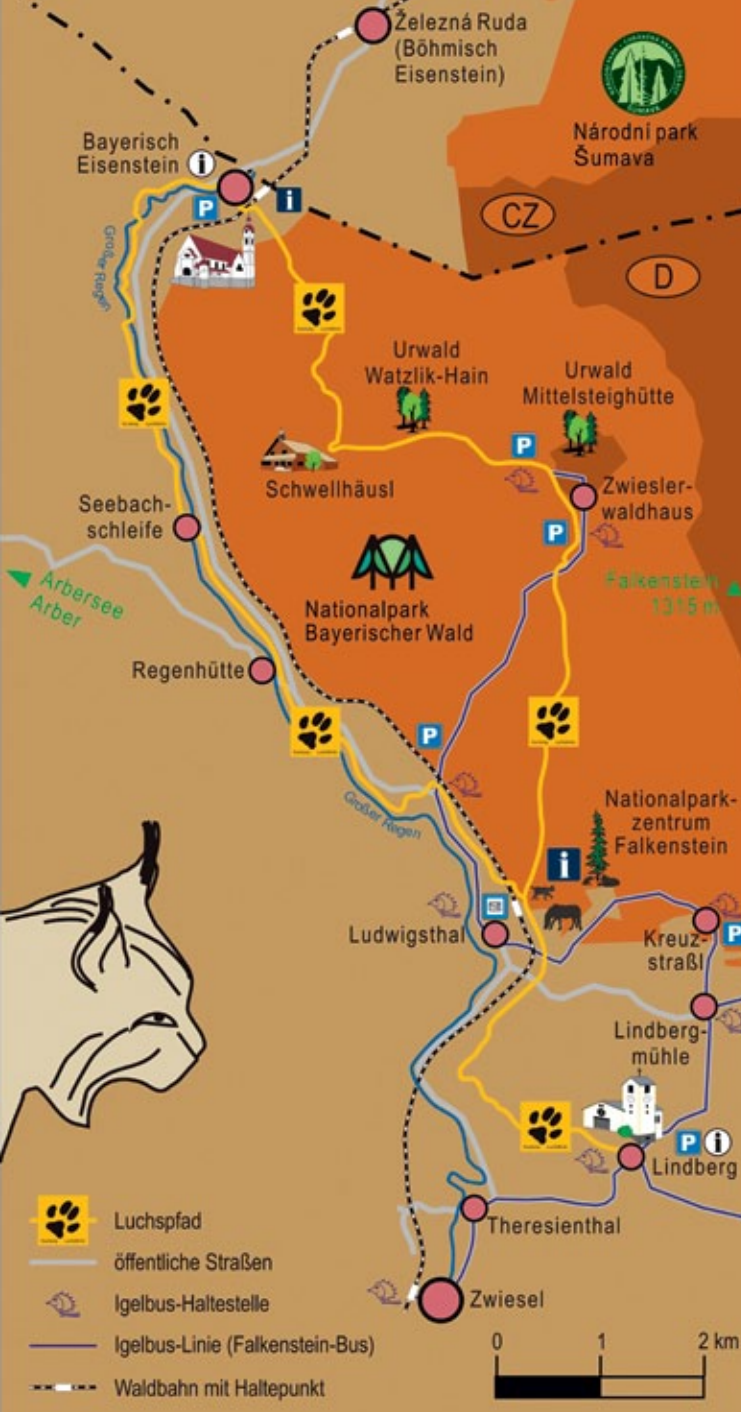 Železná Ruda
(Böhmisch
Eisenstein)
Národní park
Šumava
Bayerisch
Eisenstein
i
P
i
CZ
D
Großer Regen
Urwald
Watzlik-Hain
Urwald
Mittelsteighütte
P
Schwellhäusl
Zwiesler-
waldhaus
P
Seebach-
schleife
Arbersee
Arber
Nationalpark
Bayerischer Wald
Falkenstein
1315 m
Regenhütte
P
Großer Regen
Nationalpark-
zentrum
Falkenstein
i
Ludwigsthal
Kreuz-
straßl
P
Lindberg-
mühle
P
i
Lindberg
Theresienthal
Zwiesel
Luchspfad
öffentliche Straßen
Igelbus-Haltestelle
Igelbus-Linie (Falkenstein-Bus)
Waldbahn mit Haltepunkt
0 1 2 km